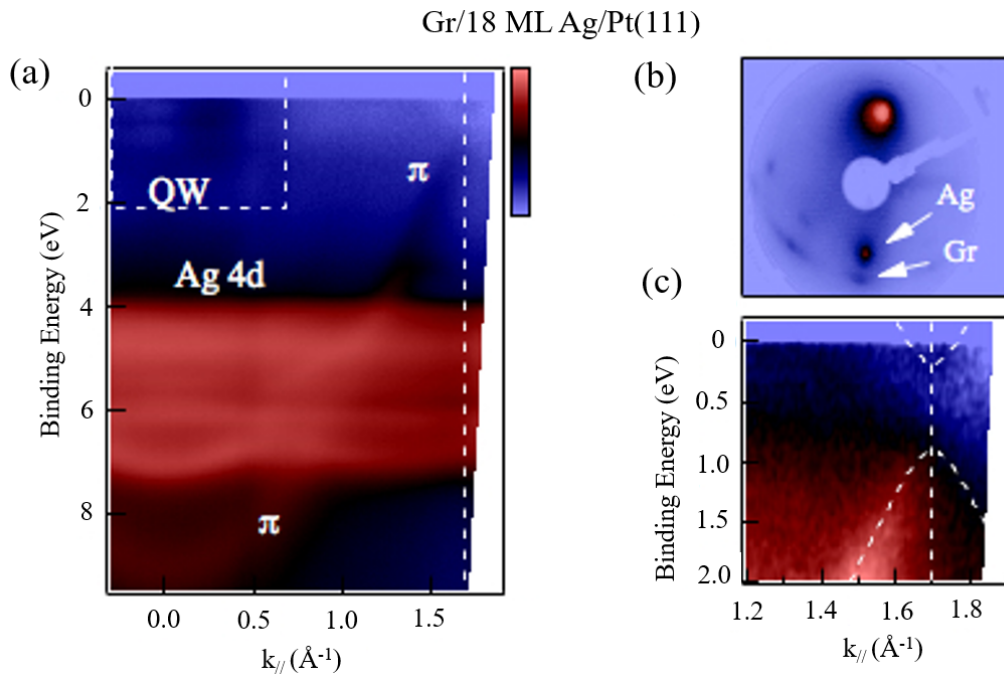 Gr/18 ML Ag/Pt(111)
(a)
0
2
4
6
8
Binding Energy (eV)
QW
π
Ag 4d
π
0.0 0.5 1.0 1.5
k// (Å-1)
(b)
Ag
Gr
(c)
0
0.5
1.0
1.5
2.0
Binding Energy (eV)
1.2 1.4 1.6 1.8
k// (Å-1)